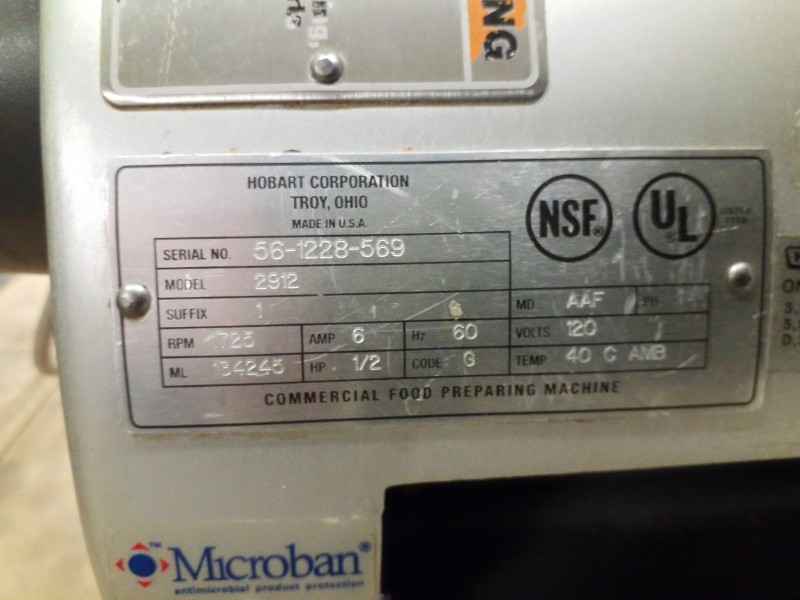 NG
HOBART CORPORATION
TROY, OHIO
MADE IN U.S.A.
NSF®
UL®
SERIAL NO. 56-1228-569
MODEL 2912
SUFFIX 1 MD AAF PH
RPM AMP 6 Hz 60 VOLTS 120
ML HP 1/2 CODE G TEMP 40 C AMB
COMMERCIAL FOOD PREPARING MACHINE
Microban®
antimicrobial product protection